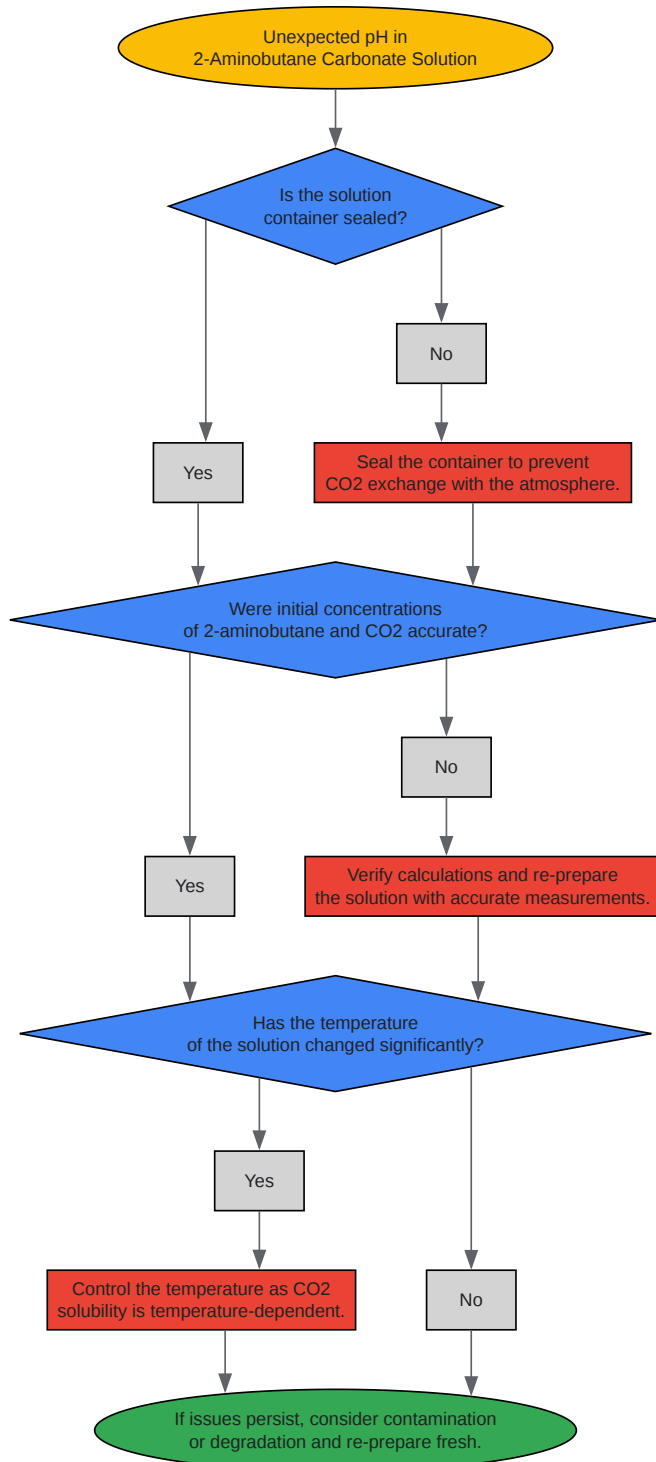 Unexpected pH in
2-Aminobutane Carbonate Solution
Is the solution
container sealed?
No
Yes
Seal the container to prevent
CO2 exchange with the atmosphere.
Were initial concentrations
of 2-aminobutane and CO2 accurate?
No
Yes
Verify calculations and re-prepare
the solution with accurate measurements.
Has the temperature
of the solution changed significantly?
Yes
Control the temperature as CO2
solubility is temperature-dependent.
No
If issues persist, consider contamination
or degradation and re-prepare fresh.